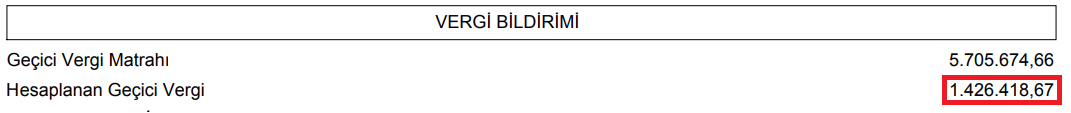 VERGİ BİLDİRİMİ
Geçici Vergi Matrahı 5.705.674,66
Hesaplanan Geçici Vergi 1.426.418,67